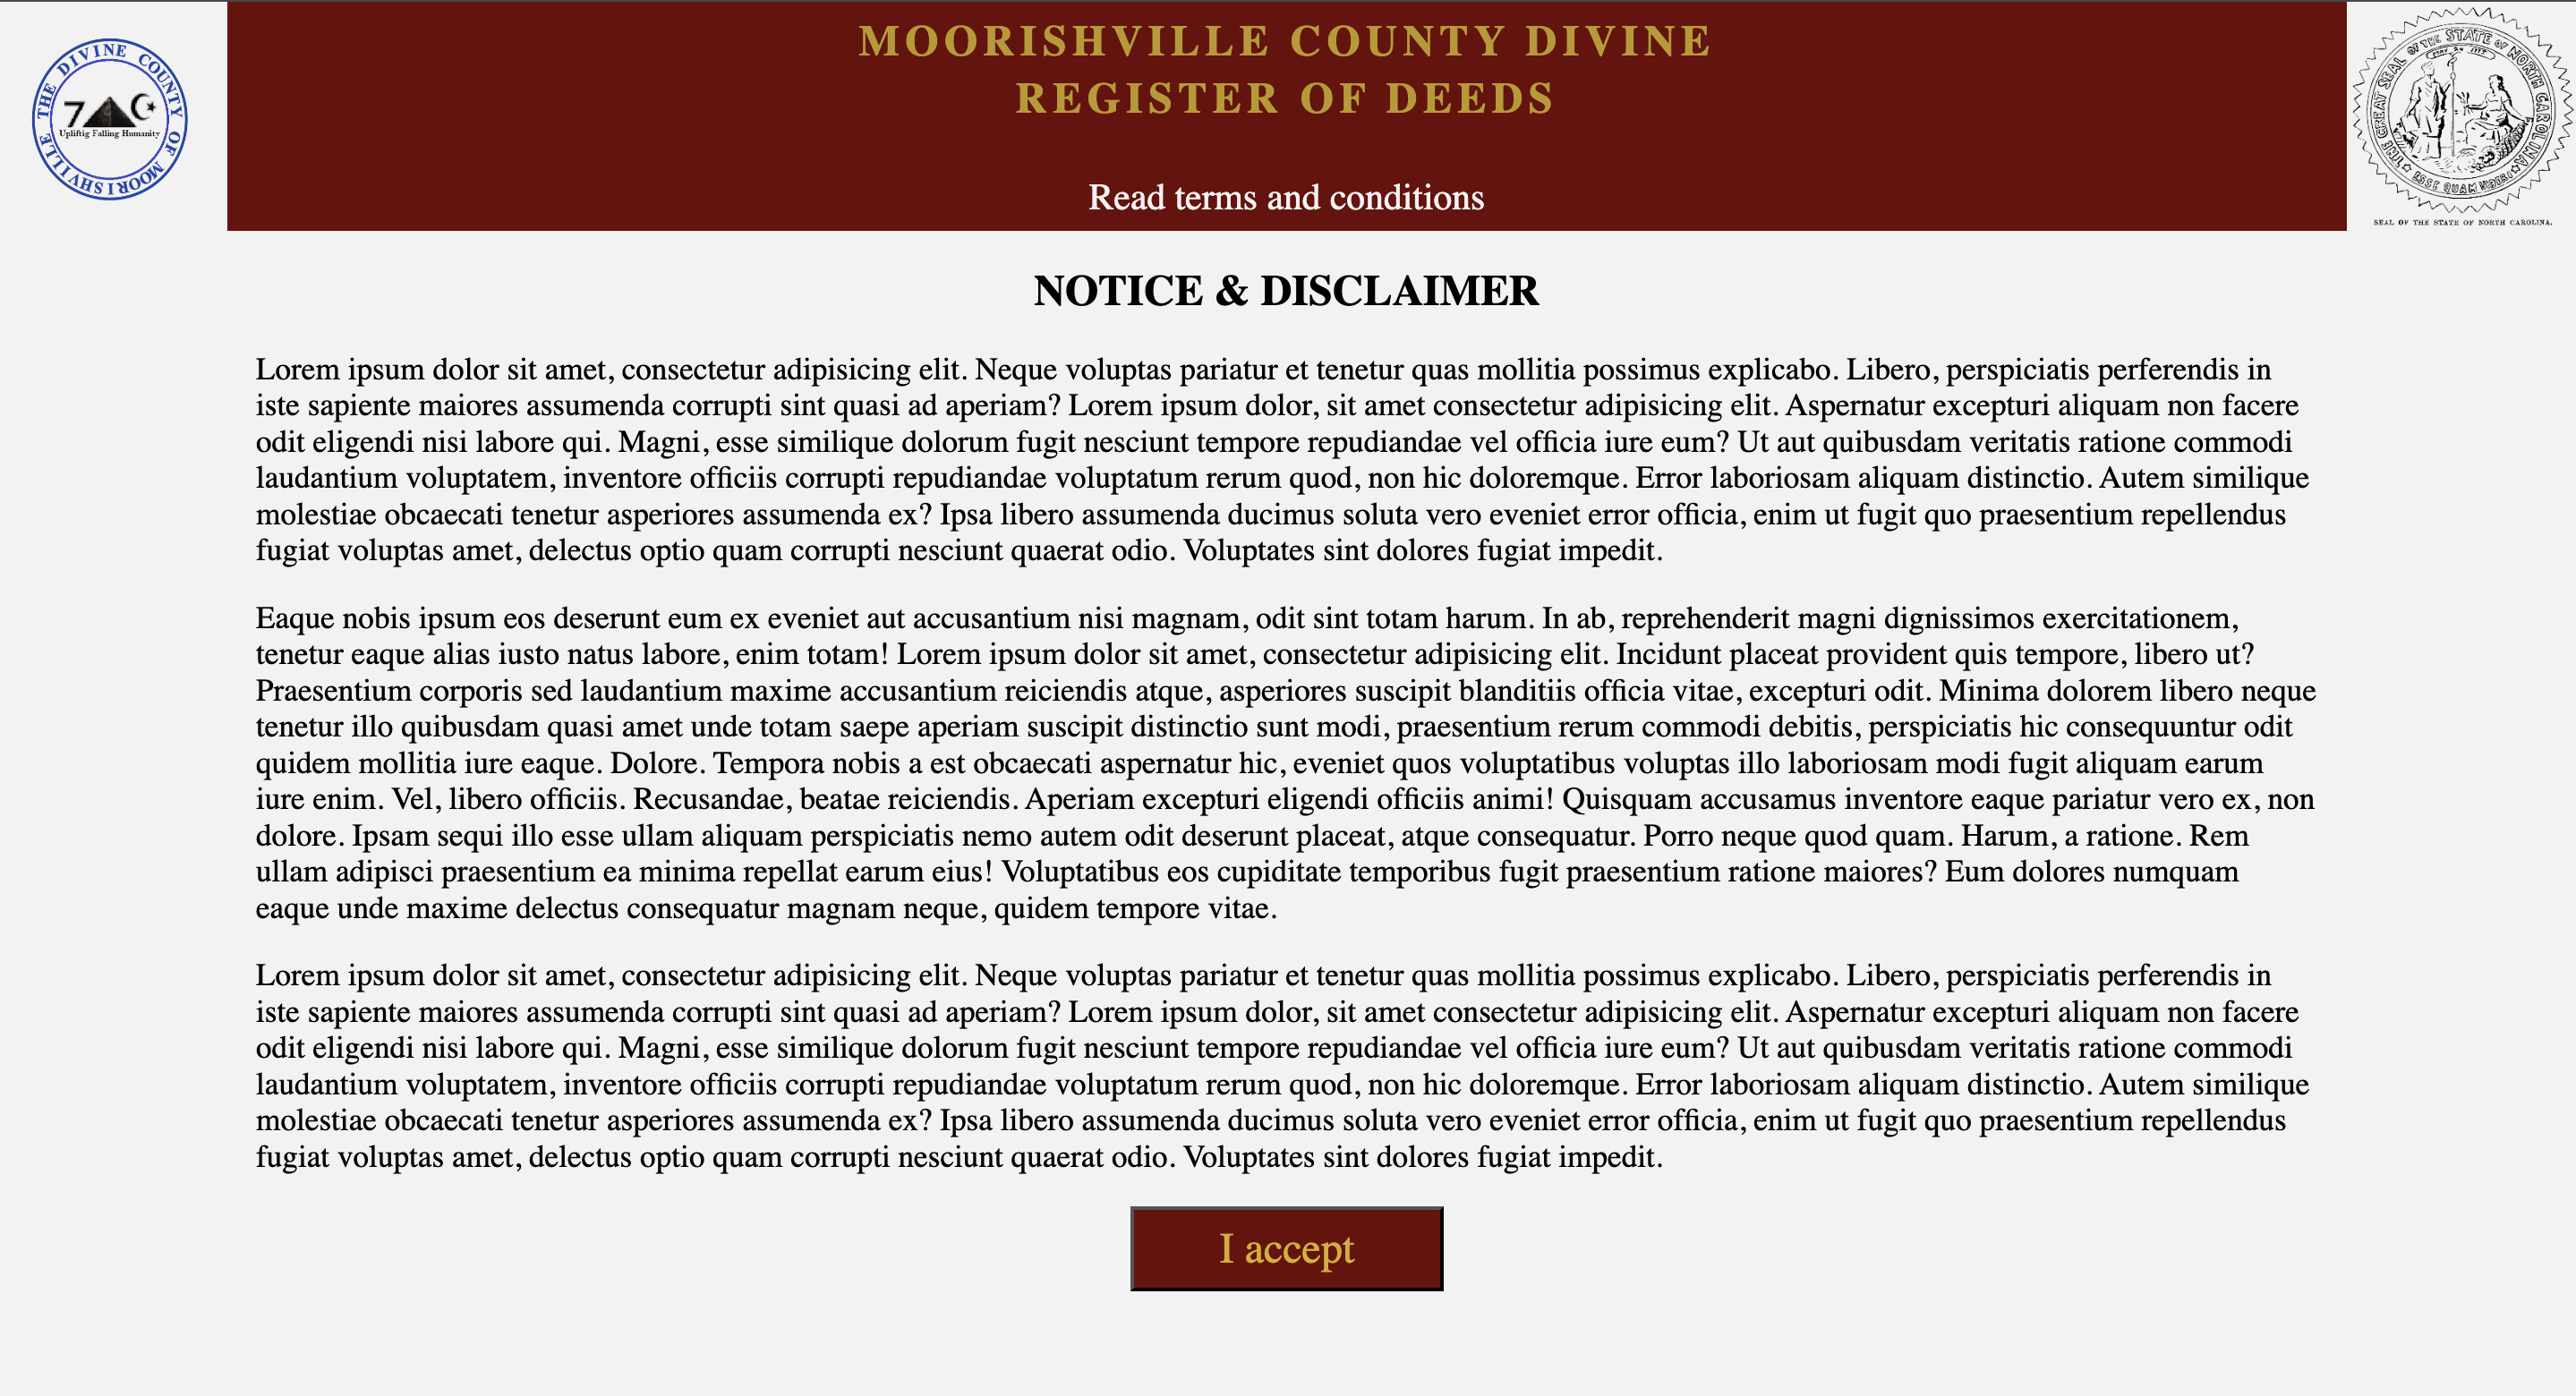 THE DIVINE COUNTY OF MOORISHVILLE
7
Upliftig Falling Humanity
MOORISHVILLE COUNTY DIVINE
REGISTER OF DEEDS
Read terms and conditions
THE GREAT SEAL OF THE STATE OF NORTH CAROLINA
MAY 20 1775
ESSE QUAM VIDERI
SEAL OF THE STATE OF NORTH CAROLINA.
NOTICE & DISCLAIMER
Lorem ipsum dolor sit amet, consectetur adipisicing elit. Neque voluptas pariatur et tenetur quas mollitia possimus explicabo. Libero, perspiciatis perferendis in
iste sapiente maiores assumenda corrupti sint quasi ad aperiam? Lorem ipsum dolor, sit amet consectetur adipisicing elit. Aspernatur excepturi aliquam non facere
odit eligendi nisi labore qui. Magni, esse similique dolorum fugit nesciunt tempore repudiandae vel officia iure eum? Ut aut quibusdam veritatis ratione commodi
laudantium voluptatem, inventore officiis corrupti repudiandae voluptatum rerum quod, non hic doloremque. Error laboriosam aliquam distinctio. Autem similique
molestiae obcaecati tenetur asperiores assumenda ex? Ipsa libero assumenda ducimus soluta vero eveniet error officia, enim ut fugit quo praesentium repellendus
fugiat voluptas amet, delectus optio quam corrupti nesciunt quaerat odio. Voluptates sint dolores fugiat impedit.
Eaque nobis ipsum eos deserunt eum ex eveniet aut accusantium nisi magnam, odit sint totam harum. In ab, reprehenderit magni dignissimos exercitationem,
tenetur eaque alias iusto natus labore, enim totam! Lorem ipsum dolor sit amet, consectetur adipisicing elit. Incidunt placeat provident quis tempore, libero ut?
Praesentium corporis sed laudantium maxime accusantium reiciendis atque, asperiores suscipit blanditiis officia vitae, excepturi odit. Minima dolorem libero neque
tenetur illo quibusdam quasi amet unde totam saepe aperiam suscipit distinctio sunt modi, praesentium rerum commodi debitis, perspiciatis hic consequuntur odit
quidem mollitia iure eaque. Dolore. Tempora nobis a est obcaecati aspernatur hic, eveniet quos voluptatibus voluptas illo laboriosam modi fugit aliquam earum
iure enim. Vel, libero officiis. Recusandae, beatae reiciendis. Aperiam excepturi eligendi officiis animi! Quisquam accusamus inventore eaque pariatur vero ex, non
dolore. Ipsam sequi illo esse ullam aliquam perspiciatis nemo autem odit deserunt placeat, atque consequatur. Porro neque quod quam. Harum, a ratione. Rem
ullam adipisci praesentium ea minima repellat earum eius! Voluptatibus eos cupiditate temporibus fugit praesentium ratione maiores? Eum dolores numquam
eaque unde maxime delectus consequatur magnam neque, quidem tempore vitae.
Lorem ipsum dolor sit amet, consectetur adipisicing elit. Neque voluptas pariatur et tenetur quas mollitia possimus explicabo. Libero, perspiciatis perferendis in
iste sapiente maiores assumenda corrupti sint quasi ad aperiam? Lorem ipsum dolor, sit amet consectetur adipisicing elit. Aspernatur excepturi aliquam non facere
odit eligendi nisi labore qui. Magni, esse similique dolorum fugit nesciunt tempore repudiandae vel officia iure eum? Ut aut quibusdam veritatis ratione commodi
laudantium voluptatem, inventore officiis corrupti repudiandae voluptatum rerum quod, non hic doloremque. Error laboriosam aliquam distinctio. Autem similique
molestiae obcaecati tenetur asperiores assumenda ex? Ipsa libero assumenda ducimus soluta vero eveniet error officia, enim ut fugit quo praesentium repellendus
fugiat voluptas amet, delectus optio quam corrupti nesciunt quaerat odio. Voluptates sint dolores fugiat impedit.
I accept